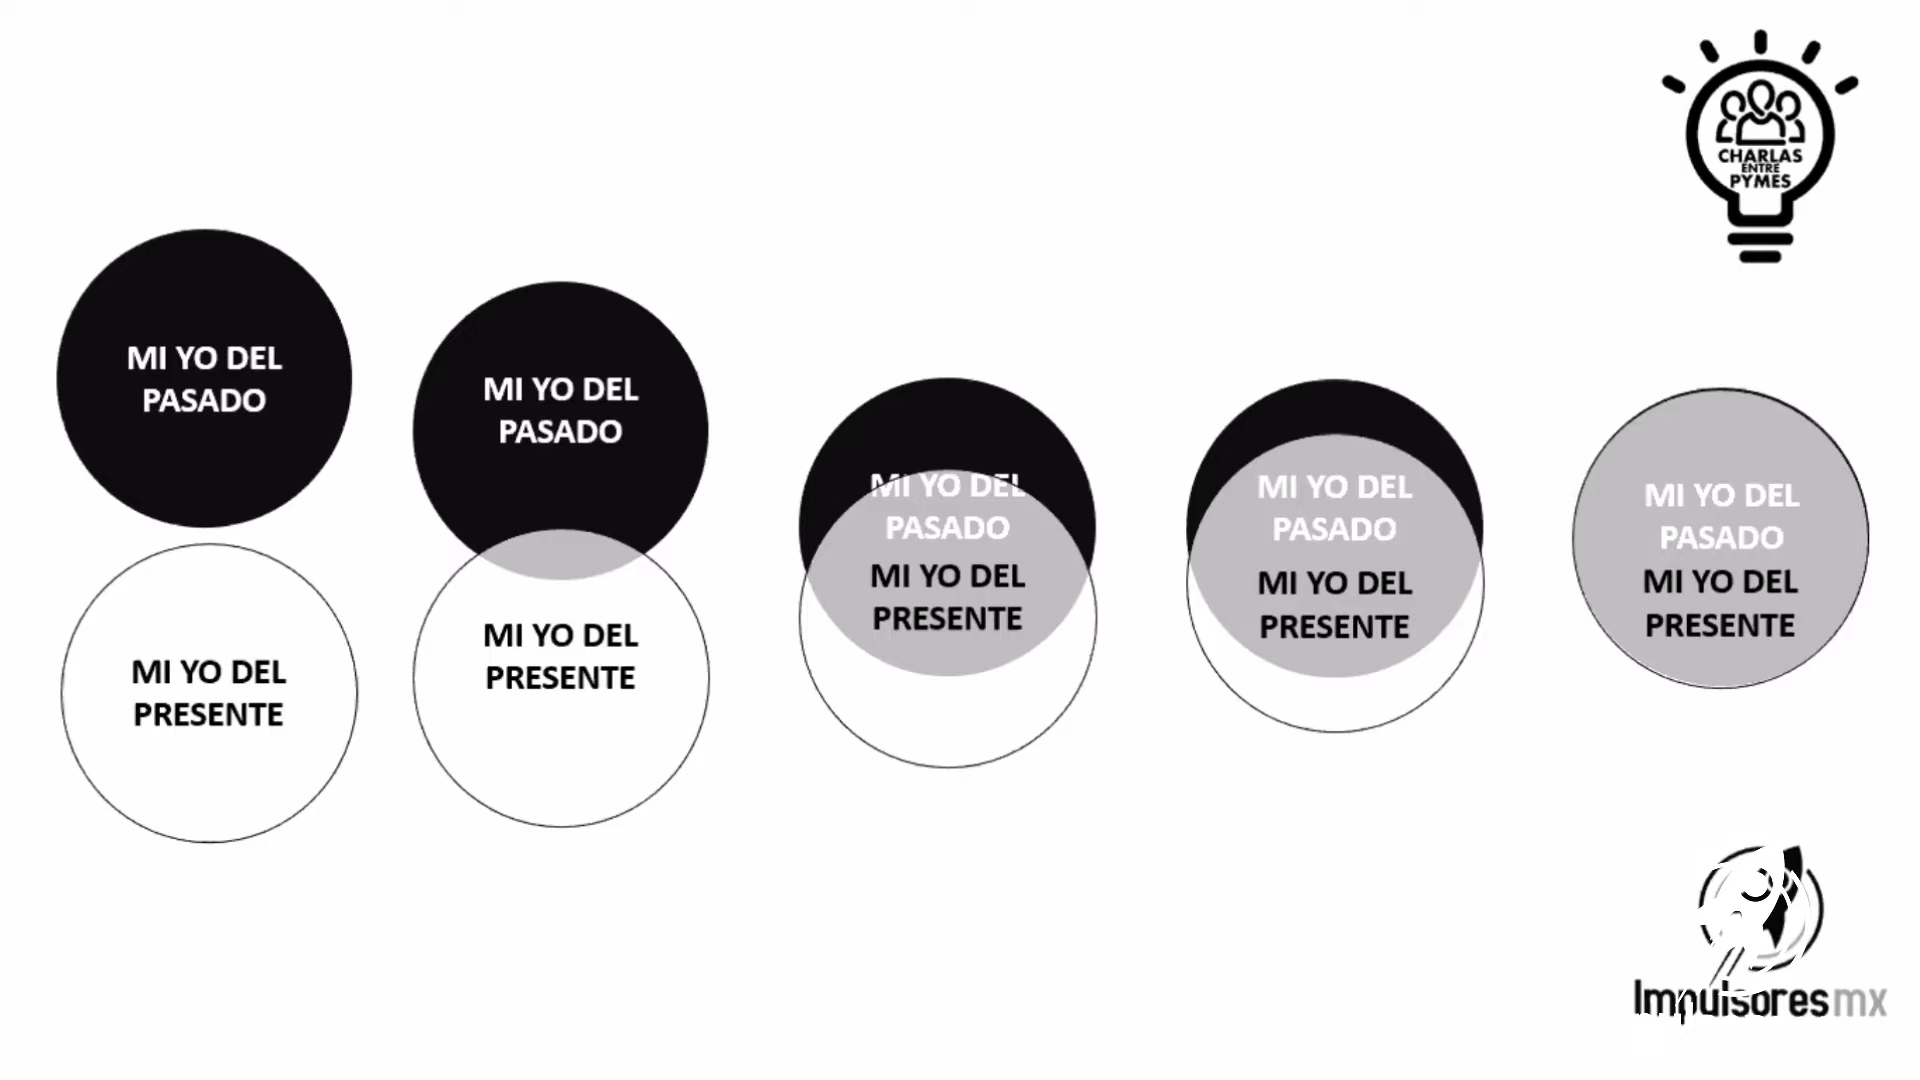 CHARLAS
ENTRE
PYMES
MI YO DEL
PASADO
MI YO DEL
PRESENTE
MI YO DEL
PASADO
MI YO DEL
PRESENTE
MI YO DEL
PASADO
MI YO DEL
PRESENTE
MI YO DEL
PASADO
MI YO DEL
PRESENTE
MI YO DEL
PASADO
MI YO DEL
PRESENTE
Impulsores mx